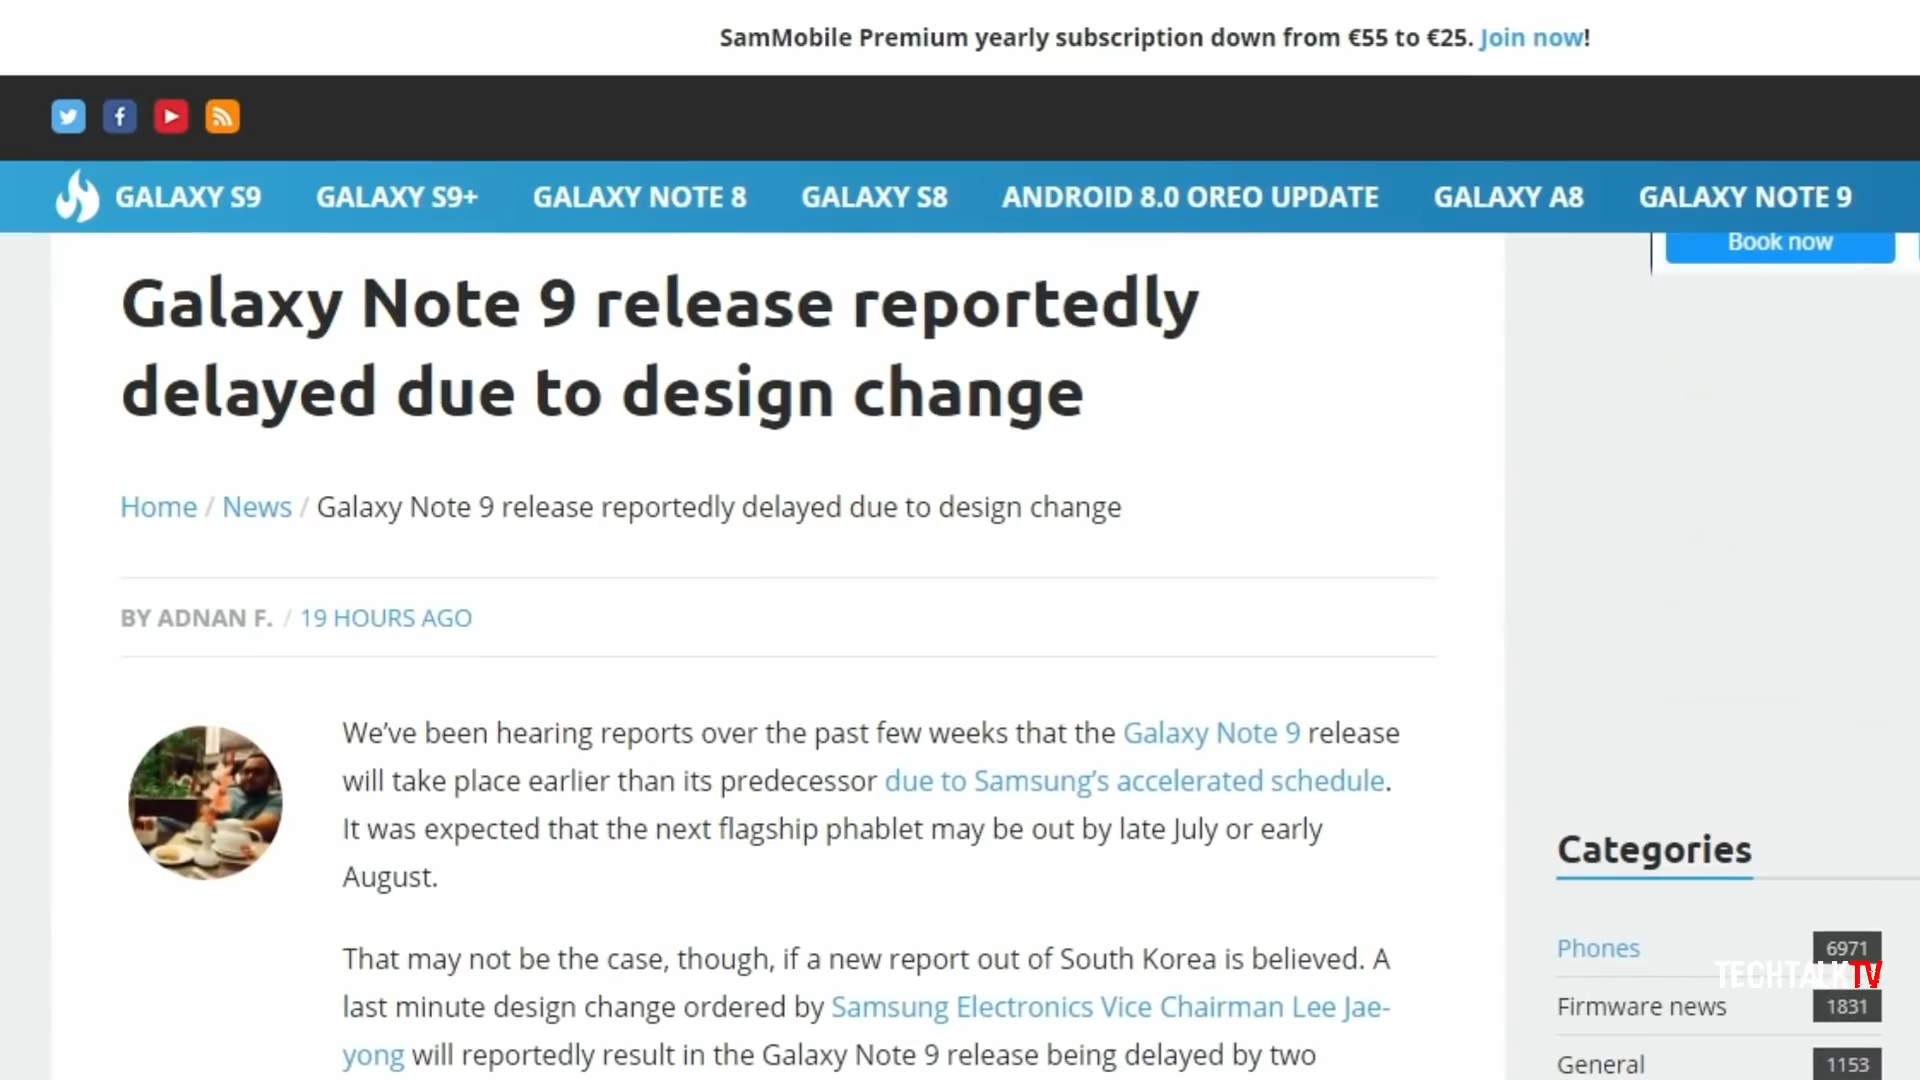 SamMobile Premium yearly subscription down from €55 to €25. Join now!
GALAXY S9 GALAXY S9+ GALAXY NOTE 8 GALAXY S8 ANDROID 8.0 OREO UPDATE GALAXY A8 GALAXY NOTE 9
Book now
Galaxy Note 9 release reportedly
delayed due to design change
Home / News / Galaxy Note 9 release reportedly delayed due to design change
BY ADNAN F. / 19 HOURS AGO
We’ve been hearing reports over the past few weeks that the Galaxy Note 9 release
will take place earlier than its predecessor due to Samsung’s accelerated schedule.
It was expected that the next flagship phablet may be out by late July or early
August.
That may not be the case, though, if a new report out of South Korea is believed. A
last minute design change ordered by Samsung Electronics Vice Chairman Lee Jae-
yong will reportedly result in the Galaxy Note 9 release being delayed by two
Categories
Phones 6971
TECHTALKTV
Firmware news 1831
General 1153